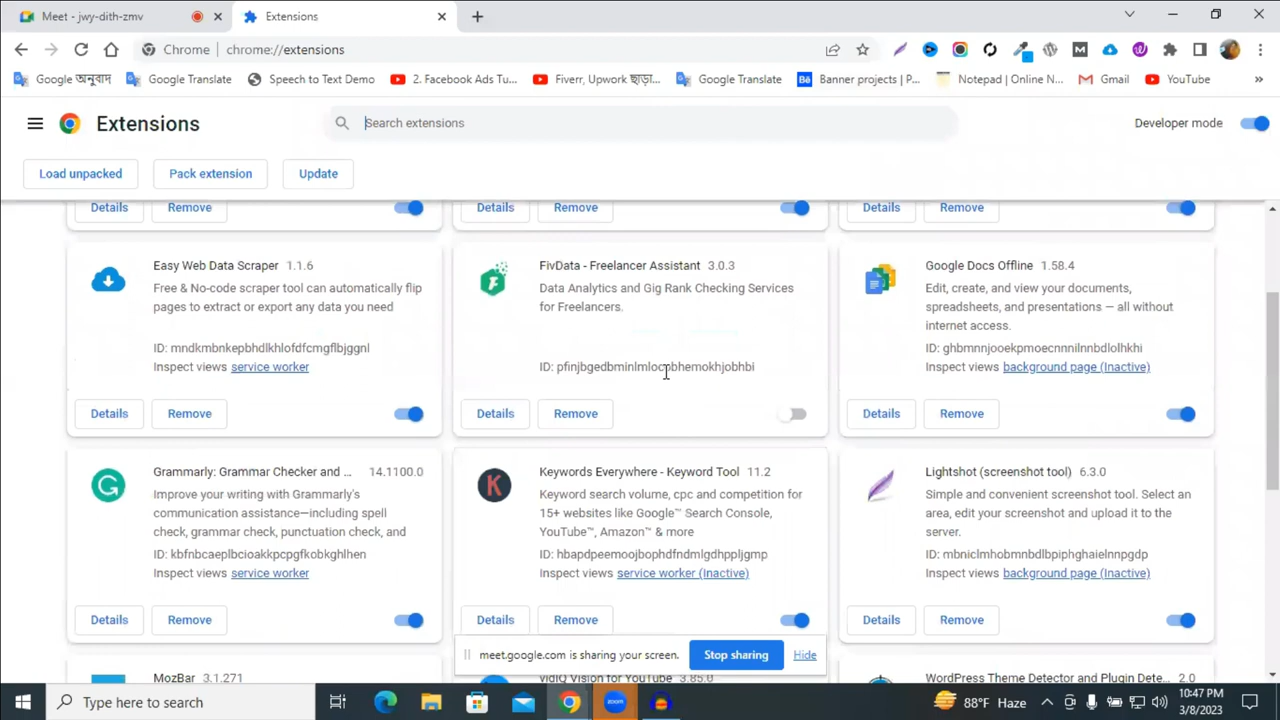 Meet - jwy-dith-zmv
Extensions
Chrome | chrome://extensions
Google অনুবাদ
Google Translate
Speech to Text Demo
2. Facebook Ads Tu...
Fiverr, Upwork ছাড়া...
Google Translate
Banner projects | P...
Notepad | Online N...
Gmail
YouTube
Extensions
Search extensions
Developer mode
Load unpacked
Pack extension
Update
Details Remove
Details Remove
Details Remove
Easy Web Data Scraper 1.1.6
Free & No-code scraper tool can automatically flip
pages to extract or export any data you need
ID: mndkmbnkepbhdlkhlofdfcmgflbjggnl
Inspect views service worker
Details Remove
FivData - Freelancer Assistant 3.0.3
Data Analytics and Gig Rank Checking Services
for Freelancers.
Details Remove
Google Docs Offline 1.58.4
Edit, create, and view your documents,
spreadsheets, and presentations — all without
internet access.
ID: ghbmnnjooekpmoecnnnilnnbdlolhkhi
Inspect views background page (Inactive)
Details Remove
Grammarly: Grammar Checker and ... 14.1100.0
Improve your writing with Grammarly's
communication assistance—including spell
check, grammar check, punctuation check, and
ID: kbfnbcaeplbcioakkpcpgfkobkghlhen
Inspect views service worker
Details Remove
Keywords Everywhere - Keyword Tool 11.2
Keyword search volume, cpc and competition for
15+ websites like Google™ Search Console,
YouTube™, Amazon™ & more
ID: hbapdpeemoojbophdfndmlgdhppljgmp
Inspect views service worker (Inactive)
Details Remove
Lightshot (screenshot tool) 6.3.0
Simple and convenient screenshot tool. Select an
area, edit your screenshot and upload it to the
server.
ID: mbniclmhobmnbdlbpiphghaielnnpgdp
Inspect views background page (Inactive)
Details Remove
meet.google.com is sharing your screen.
Stop sharing
Hide
MozBar 3.1.271
vidIQ Vision for YouTube 3.85.0
WordPress Theme Detector and Plugin Dete... 2.0
Type here to search
zoom
88°F Haze
10:47 PM
3/8/2023